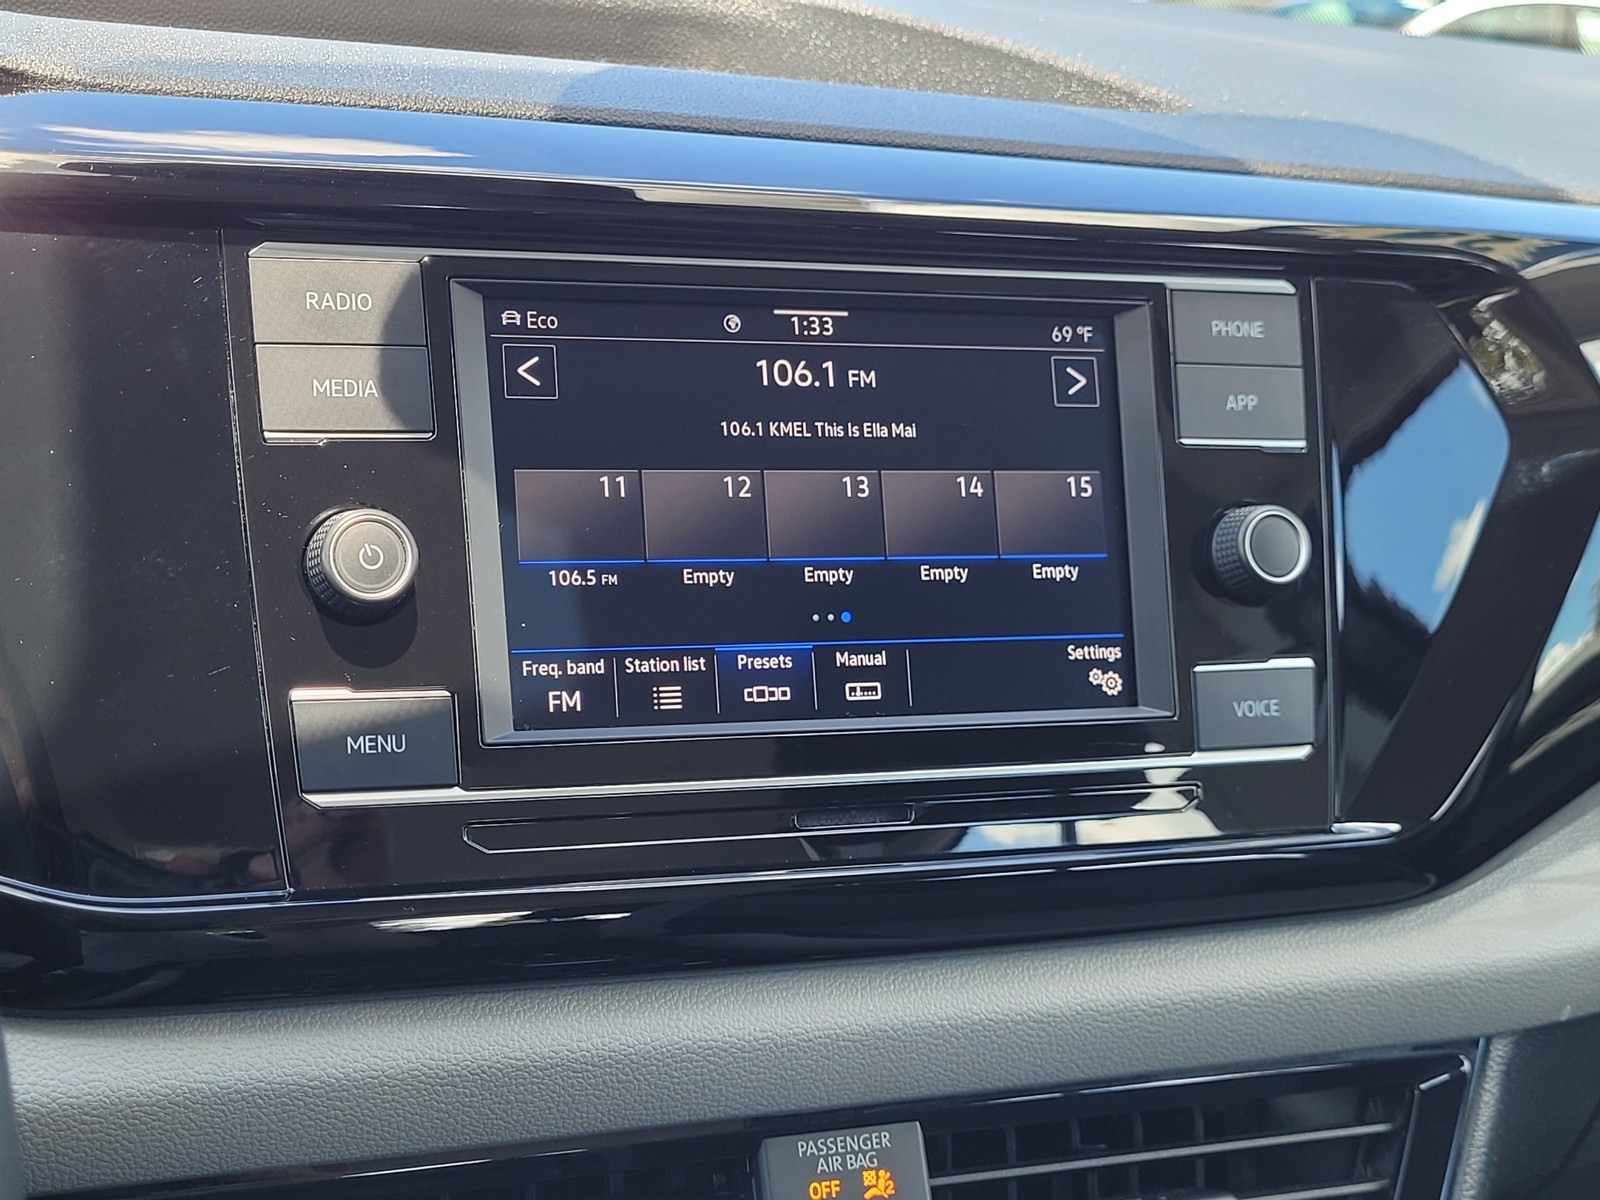 RADIO
MEDIA
MENU
Eco
1:33
69 °F
<
106.1 FM
>
106.1 KMEL This Is Ella Mai
11 12 13 14 15
106.5 FM Empty Empty Empty Empty
Freq. band Station list Presets Manual Settings
FM
PHONE
APP
VOICE
PASSENGER
AIR BAG
OFF 2